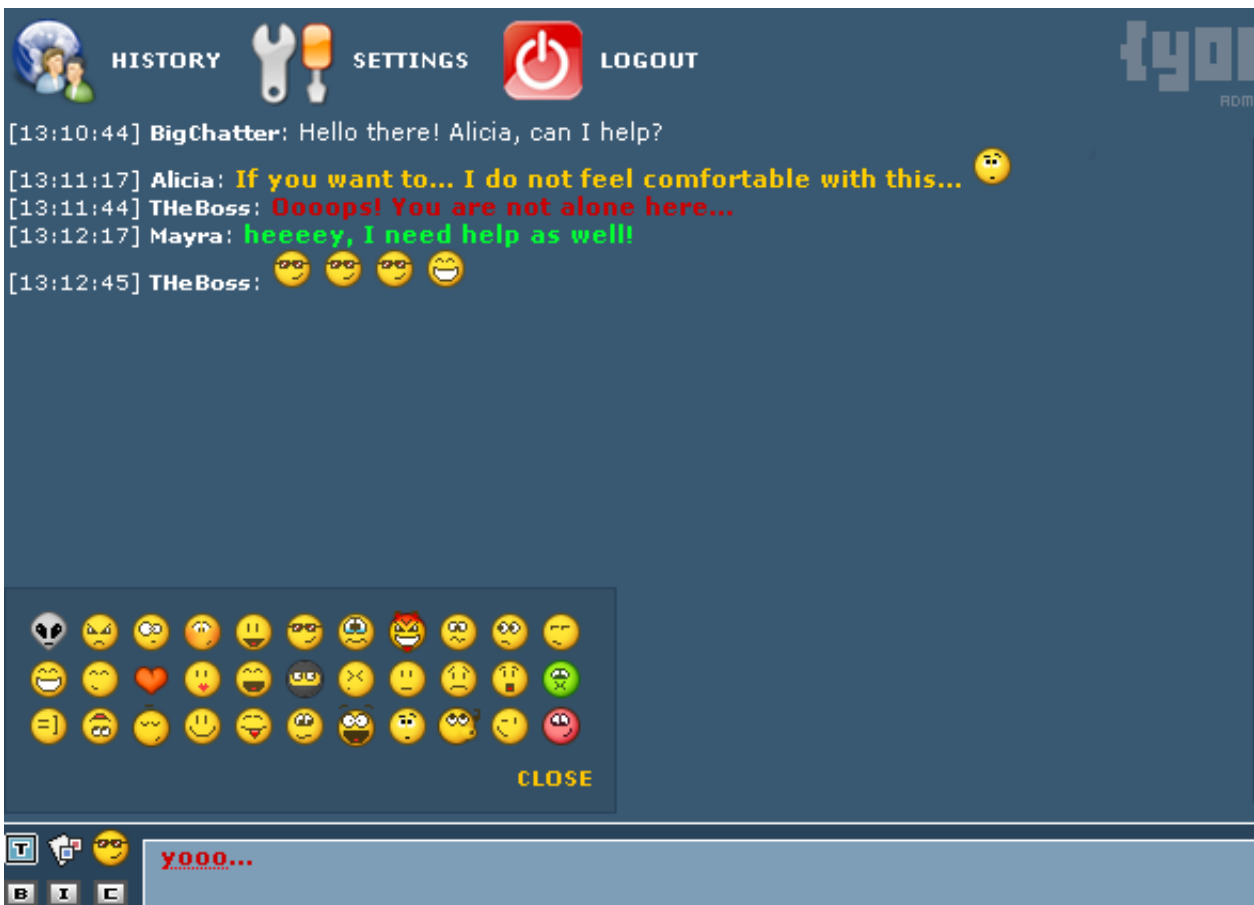 HISTORY SETTINGS LOGOUT
[13:10:44] BigChatter: Hello there! Alicia, can I help?
[13:11:17] Alicia: If you want to... I do not feel comfortable with this...
[13:11:44] THeBoss: Oooops! You are not alone here...
[13:12:17] Mayra: heeeey, I need help as well!
[13:12:45] THeBoss:
CLOSE
T
yooo...
B I C